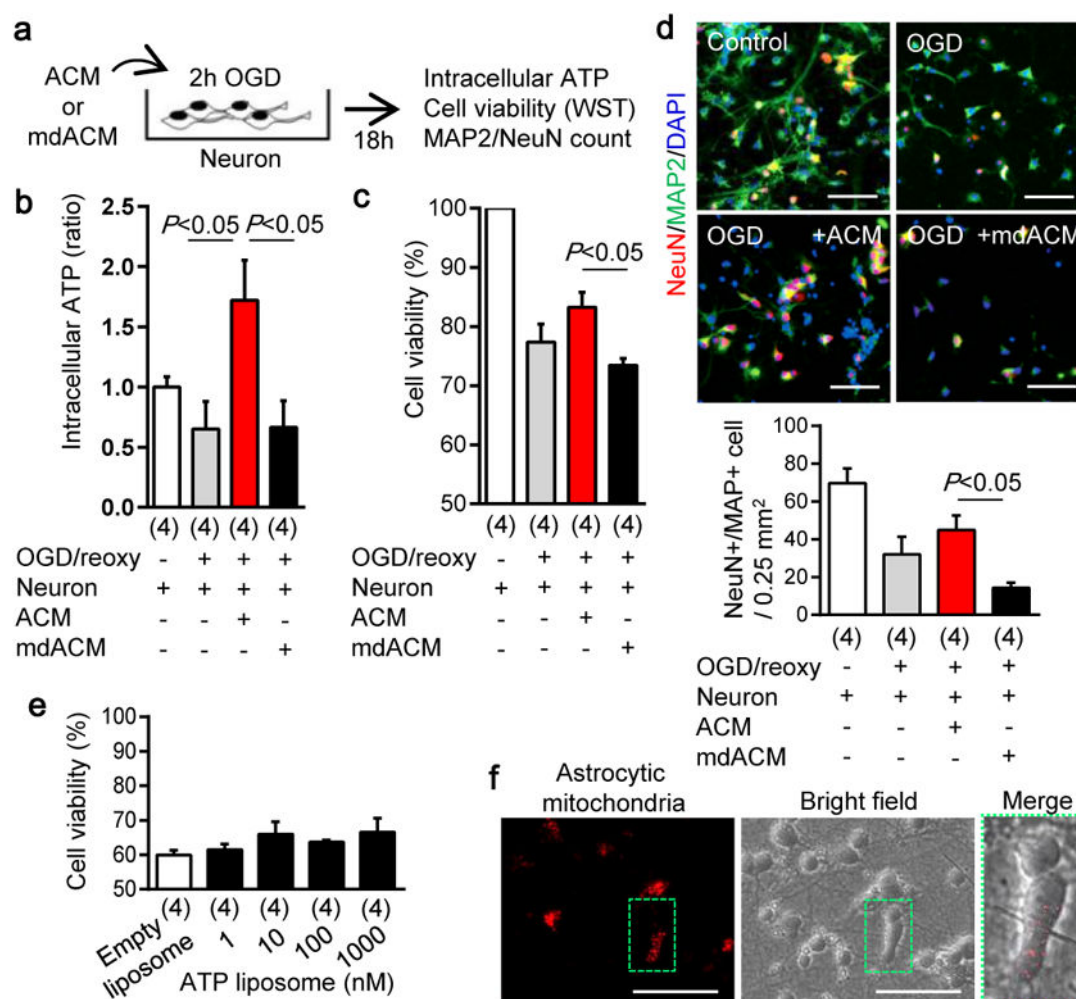 a
ACM
or
mdACM
2h OGD
Neuron
18h
Intracellular ATP
Cell viability (WST)
MAP2/NeuN count
b
Intracellular ATP (ratio)
2.5
2.0
1.5
1.0
0.5
0.0
P<0.05 P<0.05
(4) (4) (4) (4)
OGD/reoxy - + + +
Neuron + + + +
ACM - - + -
mdACM - - - +
c
Cell viability (%)
100
90
80
70
60
50
P<0.05
(4) (4) (4) (4)
OGD/reoxy - + + +
Neuron + + + +
ACM - - + -
mdACM - - - +
d
NeuN/MAP2/DAPI
Control
OGD
OGD +ACM
OGD +mdACM
NeuN+/MAP+ cell
/ 0.25 mm²
80
60
40
20
0
P<0.05
(4) (4) (4) (4)
OGD/reoxy - + + +
Neuron + + + +
ACM - - + -
mdACM - - - +
e
Cell viability (%)
100
90
80
70
60
50
(4) (4) (4) (4) (4)
Empty
liposome
1 10 100 1000
ATP liposome (nM)
f
Astrocytic
mitochondria
Bright field
Merge